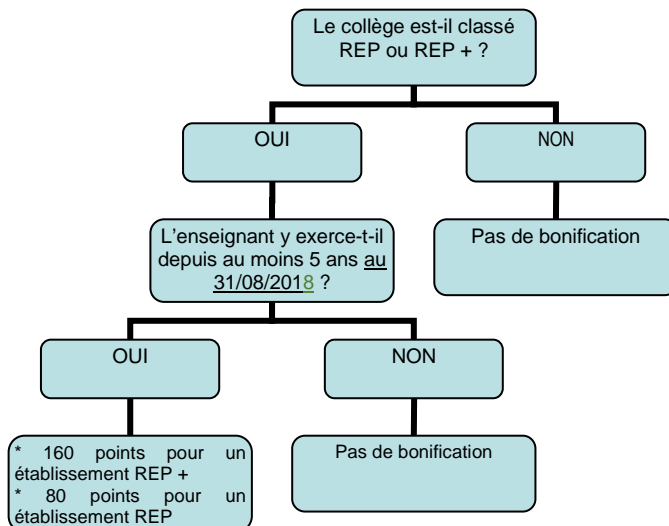 Le collège est-il classé
REP ou REP + ?
OUI
NON
L'enseignant y exerce-t-il
depuis au moins 5 ans au
31/08/2018 ?
Pas de bonification
OUI
NON
* 160 points pour un
établissement REP +
* 80 points pour un
établissement REP
Pas de bonification